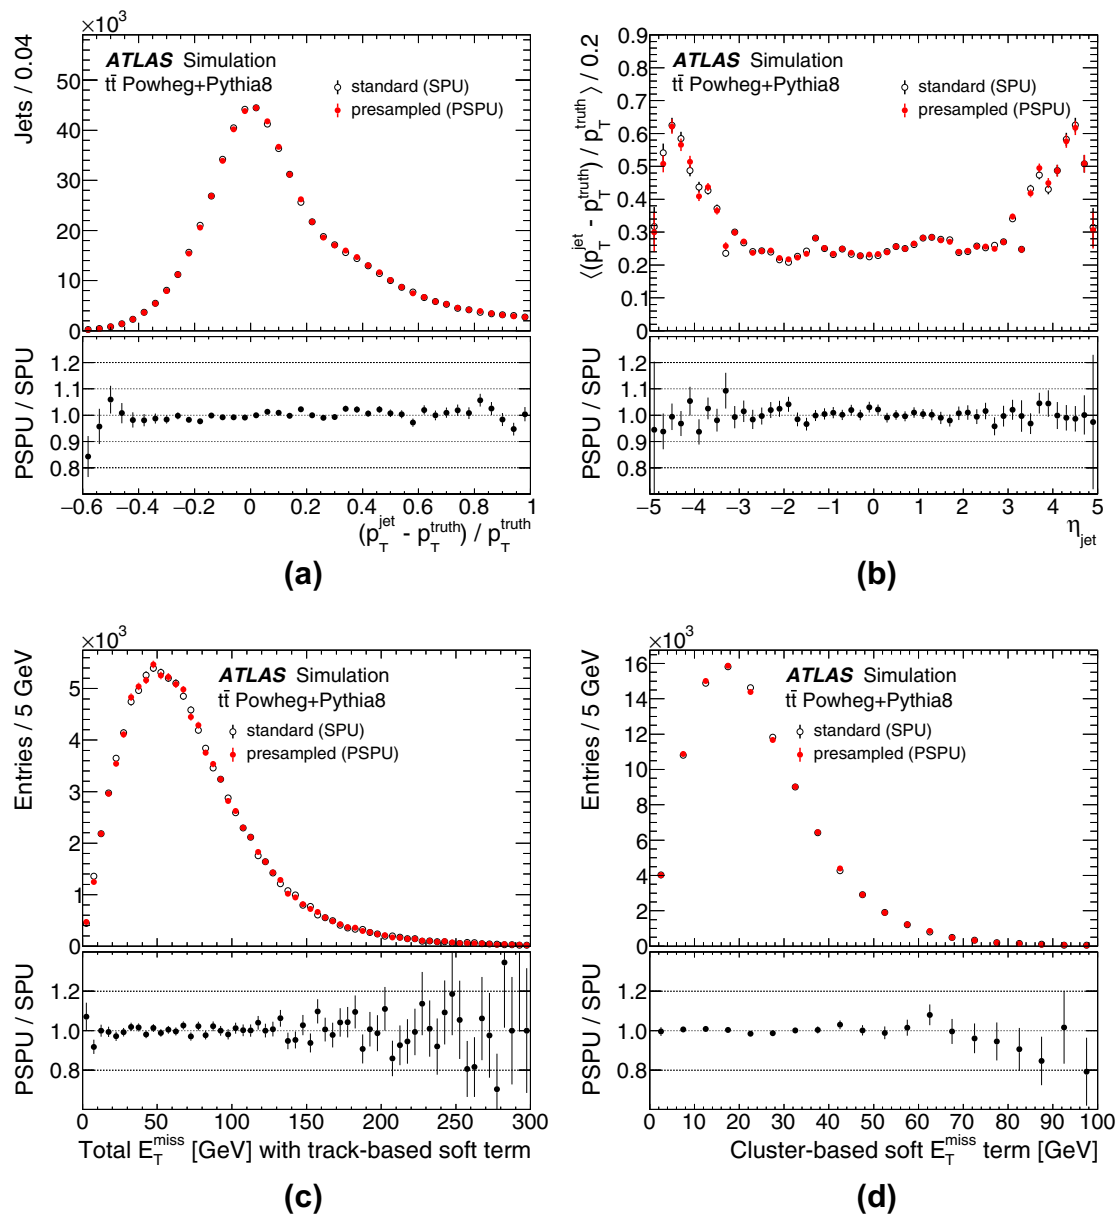 ×10³
Jets / 0.04
50000
40000
30000
20000
10000
0
ATLAS Simulation
tt̄ Powheg+Pythia8
standard (SPU)
presampled (PSPU)
PSPU / SPU
1.2
1.1
1.0
0.9
0.8
−0.6 −0.4 −0.2 0 0.2 0.4 0.6 0.8 1
(p_T^jet - p_T^truth) / p_T^truth
(a)
⟨(p_T^jet - p_T^truth) / p_T^truth⟩ / 0.2
0.9
0.8
0.7
0.6
0.5
0.4
0.3
0.2
0.1
0
ATLAS Simulation
tt̄ Powheg+Pythia8
standard (SPU)
presampled (PSPU)
PSPU / SPU
1.2
1.1
1.0
0.9
0.8
−5 −4 −3 −2 −1 0 1 2 3 4 5
η_jet
(b)
×10³
Entries / 5 GeV
5
4
3
2
1
0
ATLAS Simulation
tt̄ Powheg+Pythia8
standard (SPU)
presampled (PSPU)
PSPU / SPU
1.2
1.0
0.8
0 50 100 150 200 250 300
Total E_T^miss [GeV] with track-based soft term
(c)
×10³
Entries / 5 GeV
16
14
12
10
8
6
4
2
0
ATLAS Simulation
tt̄ Powheg+Pythia8
standard (SPU)
presampled (PSPU)
PSPU / SPU
1.2
1.0
0.8
0 10 20 30 40 50 60 70 80 90 100
Cluster-based soft E_T^miss term [GeV]
(d)